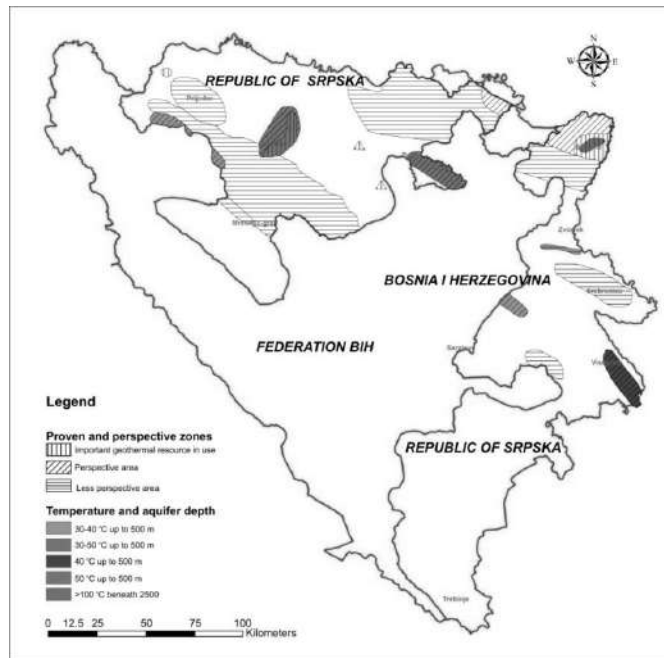 N
W E
S
REPUBLIC OF SRPSKA
Prijedor
Zvornik
BOSNIA I HERZEGOVINA
Srebrenica
FEDERATION BIH
REPUBLIC OF SRPSKA
Trebinje
Legend
Proven and perspective zones
Important geothermal resource in use
Perspective area
Less perspective area
Temperature and aquifer depth
30-40 °C up to 500 m
30-50 °C up to 500 m
40 °C up to 500 m
50 °C up to 500 m
>100 °C beneath 2500
0 12.5 25 50 75 100
Kilometers